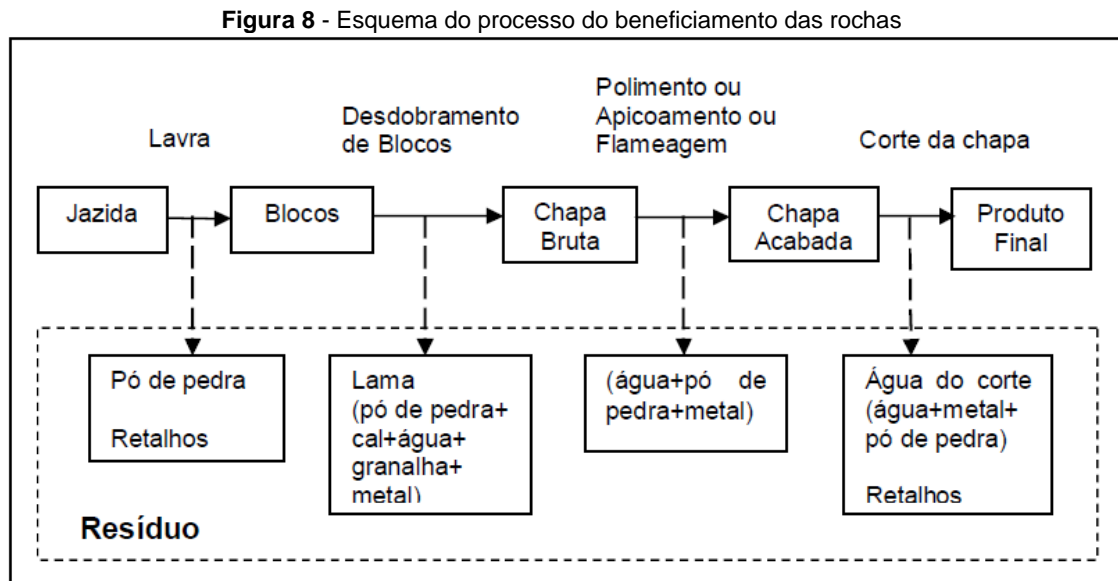 Figura 8 - Esquema do processo do beneficiamento das rochas
Lavra
Desdobramento
de Blocos
Polimento ou
Apicoamento ou
Flameagem
Corte da chapa
Jazida
Blocos
Chapa
Bruta
Chapa
Acabada
Produto
Final
Pó de pedra
Retalhos
Lama
(pó de pedra+
cal+água+
granalha+
metal)
(água+pó de
pedra+metal)
Água do corte
(água+metal+
pó de pedra)
Retalhos
Resíduo